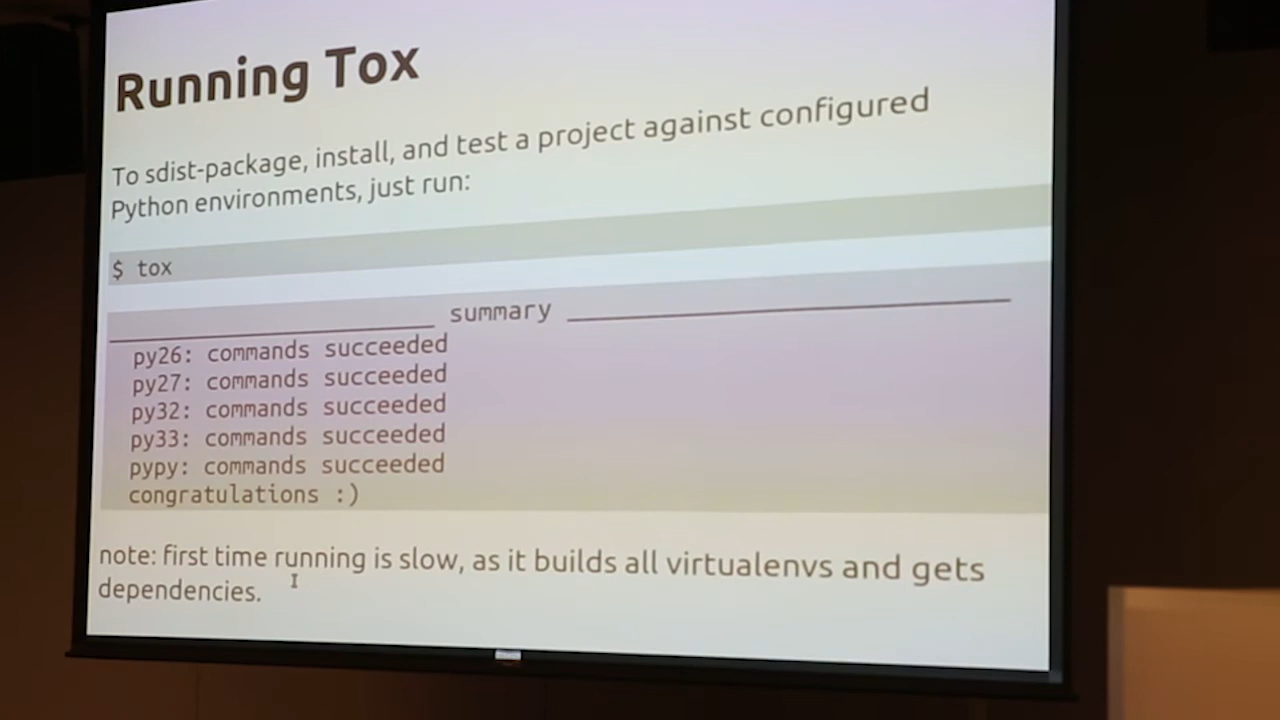 Running Tox
To sdist-package, install, and test a project against configured
Python environments, just run:
$ tox
summary
py26: commands succeeded
py27: commands succeeded
py32: commands succeeded
py33: commands succeeded
pypy: commands succeeded
congratulations :)
note: first time running is slow, as it builds all virtualenvs and gets
dependencies.